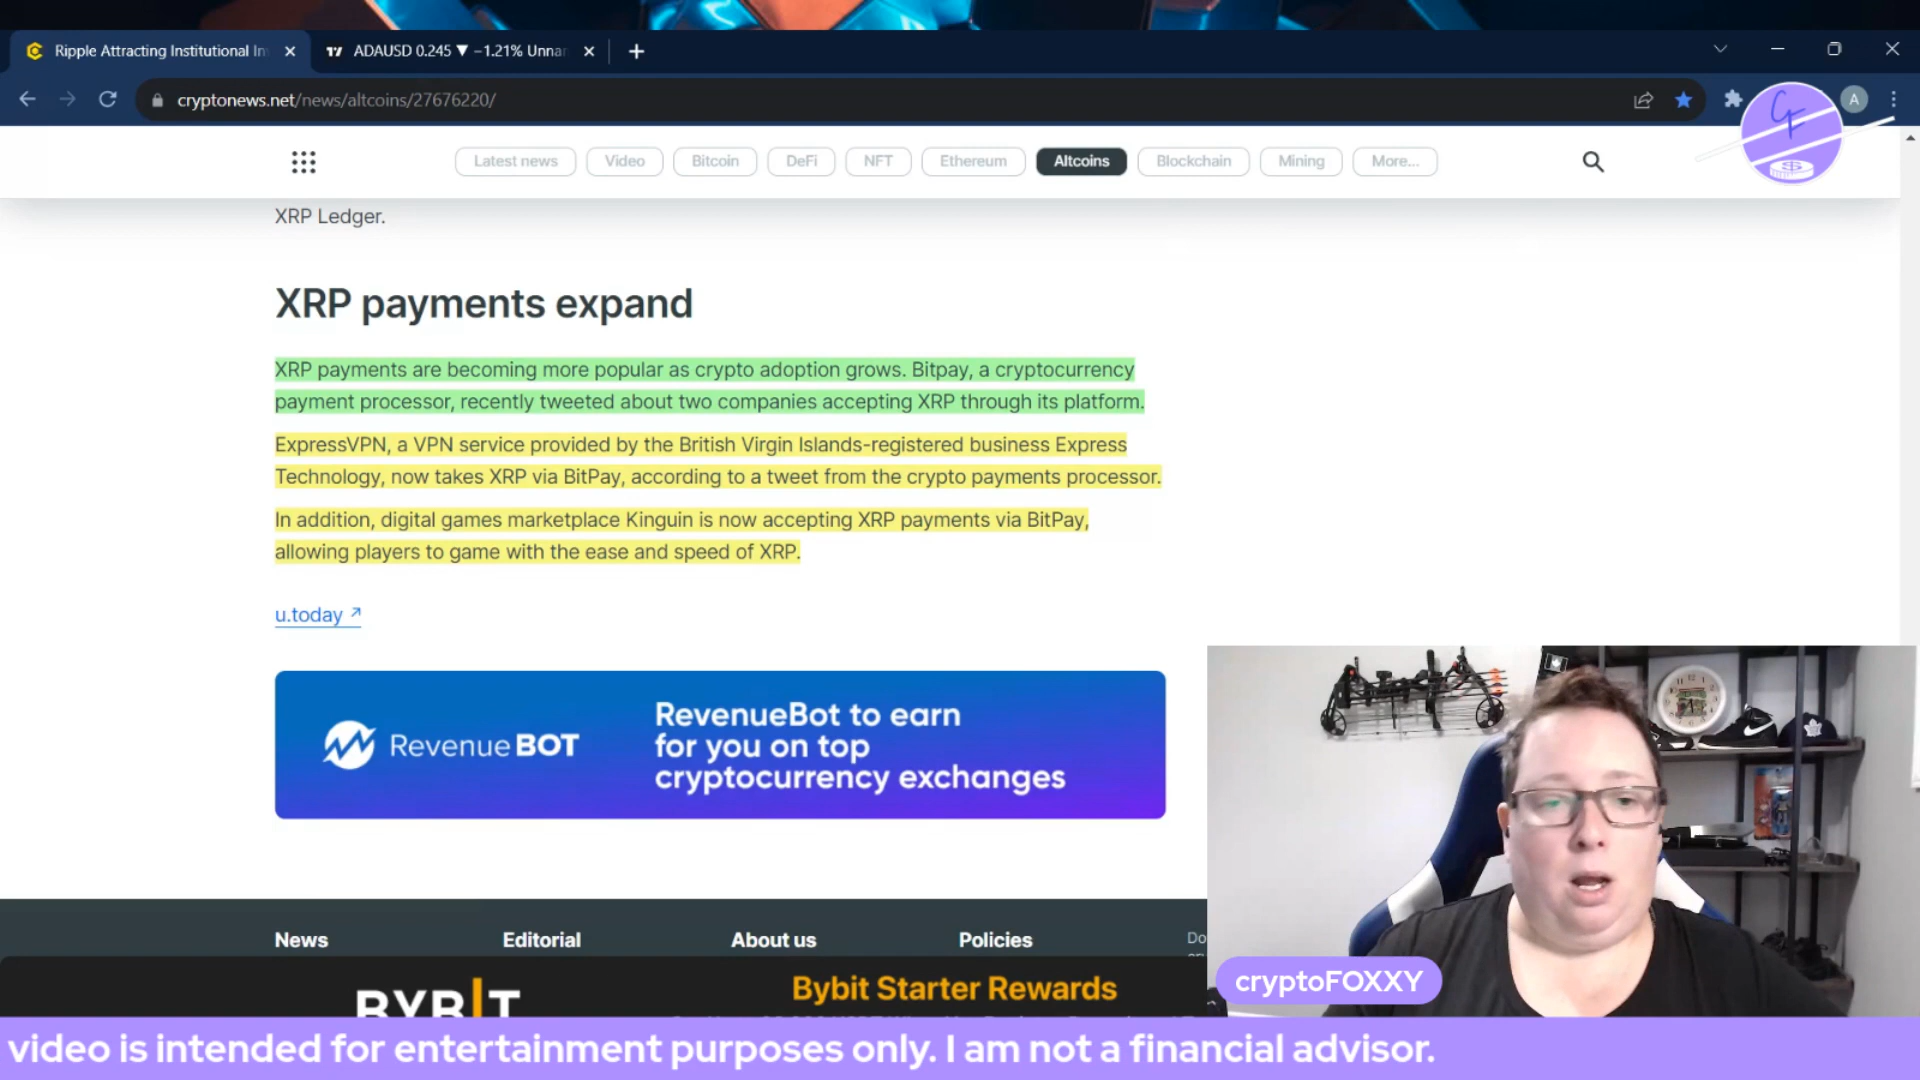 Ripple Attracting Institutional In
ADAUSD 0.245 ▼ −1.21% Unnam
cryptonews.net/news/altcoins/27676220/
A
Latest news
Video
Bitcoin
DeFi
NFT
Ethereum
Altcoins
Blockchain
Mining
More...
CF
$
XRP Ledger.
XRP payments expand
XRP payments are becoming more popular as crypto adoption grows. Bitpay, a cryptocurrency
payment processor, recently tweeted about two companies accepting XRP through its platform.
ExpressVPN, a VPN service provided by the British Virgin Islands-registered business Express
Technology, now takes XRP via BitPay, according to a tweet from the crypto payments processor.
In addition, digital games marketplace Kinguin is now accepting XRP payments via BitPay,
allowing players to game with the ease and speed of XRP.
u.today ↗
Revenue BOT
RevenueBot to earn
for you on top
cryptocurrency exchanges
News
Editorial
About us
Policies
Do
BYBIT
Bybit Starter Rewards
cryptoFOXXY
video is intended for entertainment purposes only. I am not a financial advisor.